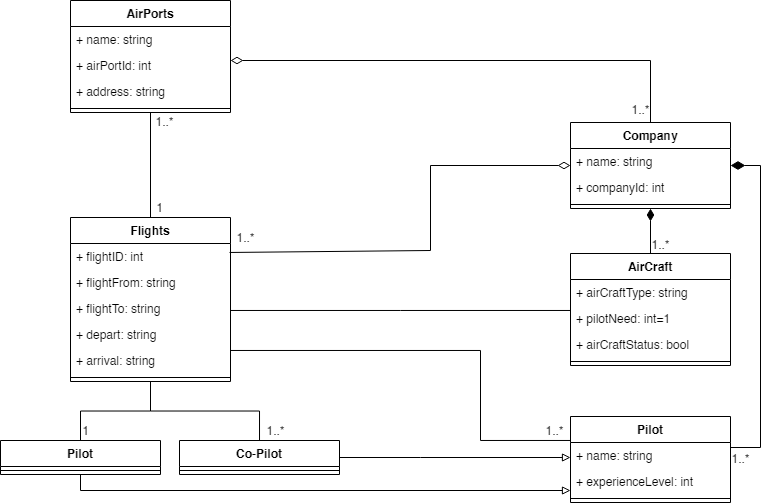 AirPorts
+ name: string
+ airPortId: int
+ address: string
1..*
1..*
Company
+ name: string
+ companyId: int
1
Flights
+ flightID: int
+ flightFrom: string
+ flightTo: string
+ depart: string
+ arrival: string
1..*
1..*
AirCraft
+ airCraftType: string
+ pilotNeed: int=1
+ airCraftStatus: bool
1
1..*
1..*
Pilot
+ name: string
+ experienceLevel: int
1..*
Pilot
Co-Pilot